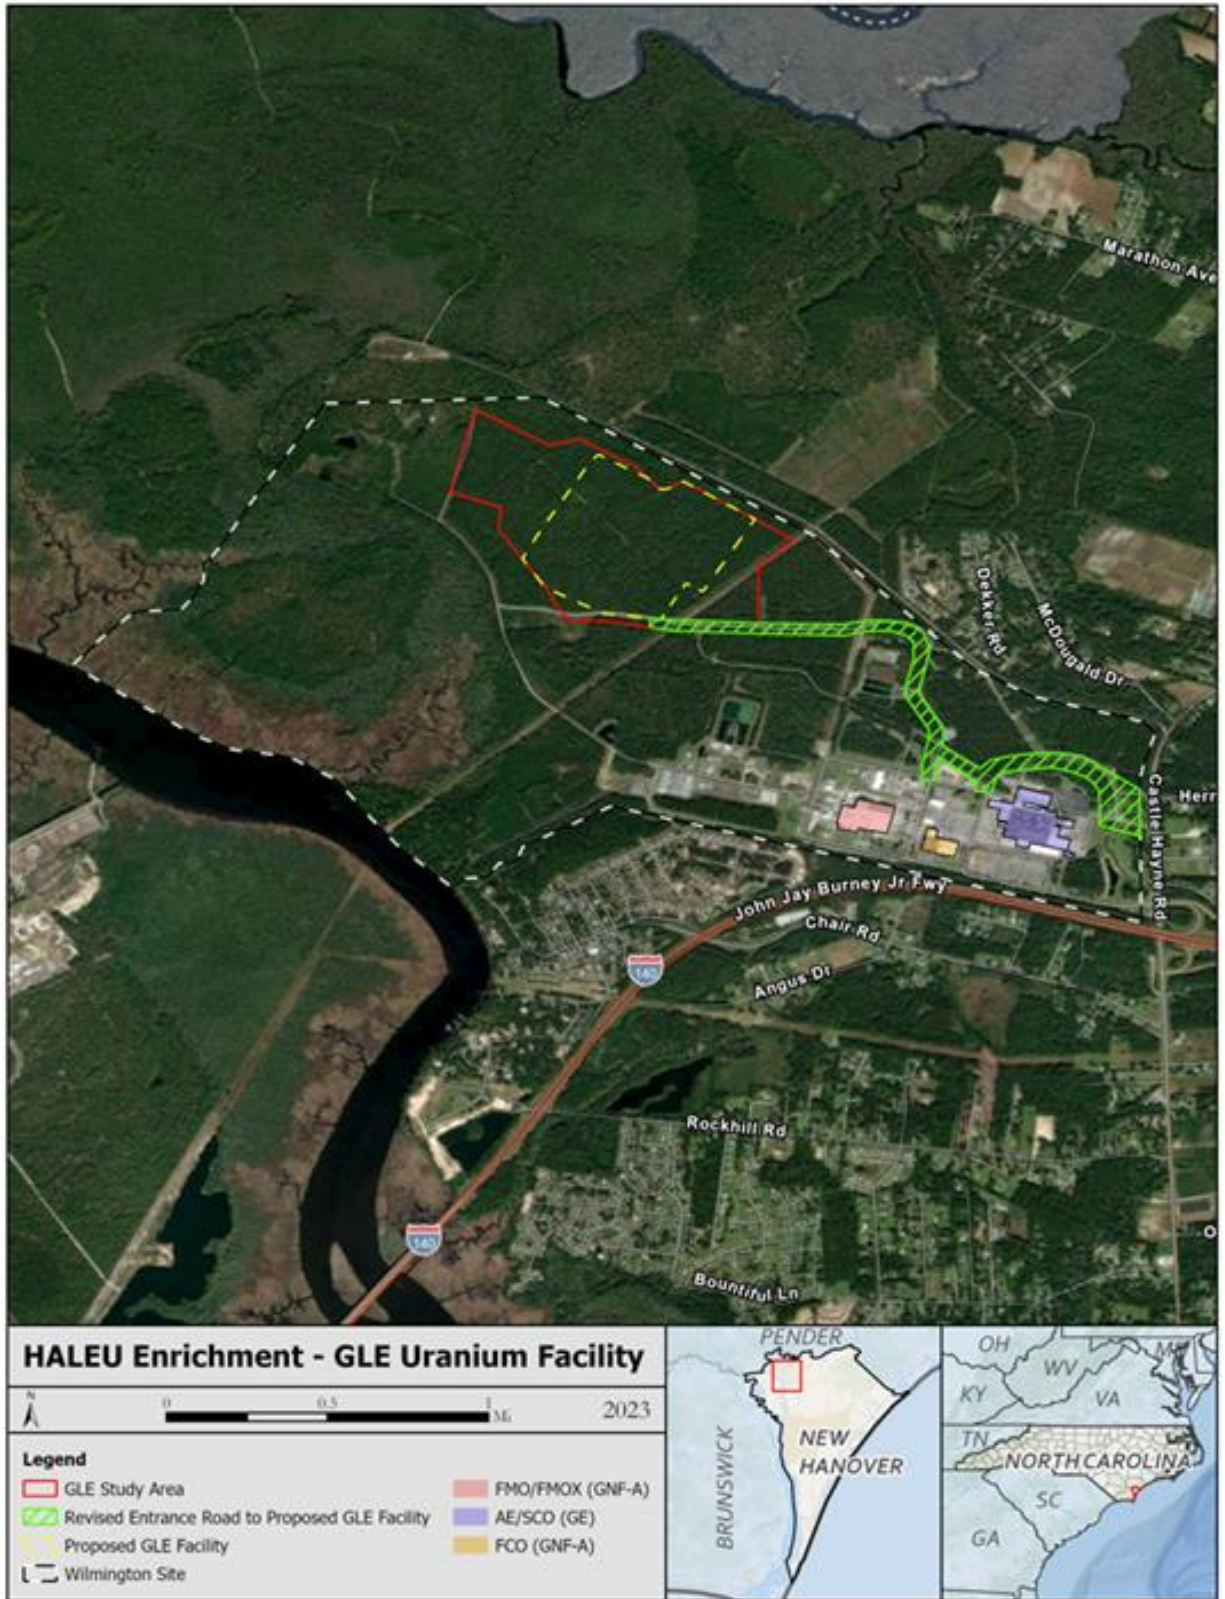 Marathon Ave
Dekker Rd
McDougald Dr
Castle Hayne Rd
Herr
John Jay Burney Jr Fwy
Chair Rd
140
Angus Dr
Rockhill Rd
140
O
Bountiful Ln
HALEU Enrichment - GLE Uranium Facility
N
0 0.5 1 Mi
2023
Legend
GLE Study Area
Revised Entrance Road to Proposed GLE Facility
Proposed GLE Facility
Wilmington Site
FMO/FMOX (GNF-A)
AE/SCO (GE)
FCO (GNF-A)
PENDER
BRUNSWICK
NEW
HANOVER
OH
WV
KY
VA
TN
NORTH CAROLINA
SC
GA